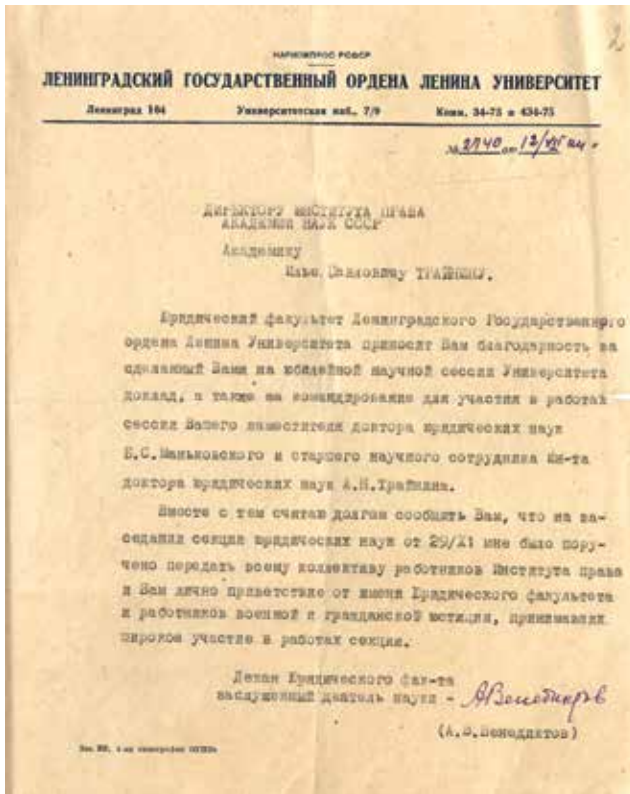 2
НАРКОМПРОС РСФСР
ЛЕНИНГРАДСКИЙ ГОСУДАРСТВЕННЫЙ ОРДЕНА ЛЕНИНА УНИВЕРСИТЕТ
Ленинград 164 Университетская наб., 7/9 Комм. 34-75 и 434-75
№ 2740 от 12/XII
ДИРЕКТОРУ ИНСТИТУТА ПРАВА
АКАДЕМИИ НАУК СССР
Академику
Илье Павловичу ТРАЙНИНУ.
Юридический факультет Ленинградского Государственного
ордена Ленина Университета приносит Вам благодарность за
сделанный Вами на юбилейной научной сессии Университета
доклад, а также за командирование для участия в работах
сессии Вашего заместителя доктора юридических наук
Б.С.Маньковского и старшего научного сотрудника Ин-та
доктора юридических наук А.Н.Трайнина.
Вместе с тем считаю долгом сообщить Вам, что на за-
седании секции юридических наук от 29/XI мне было пору-
чено передать всему коллективу работников Института права
и Вам лично приветствие от имени Юридического факультета
и работников военной и гражданской юстиции, принимавших
широкое участие в работах секции.
Декан Юридического фак-та
заслуженный деятель науки - АВенедиктов
(А.В.Венедиктов)